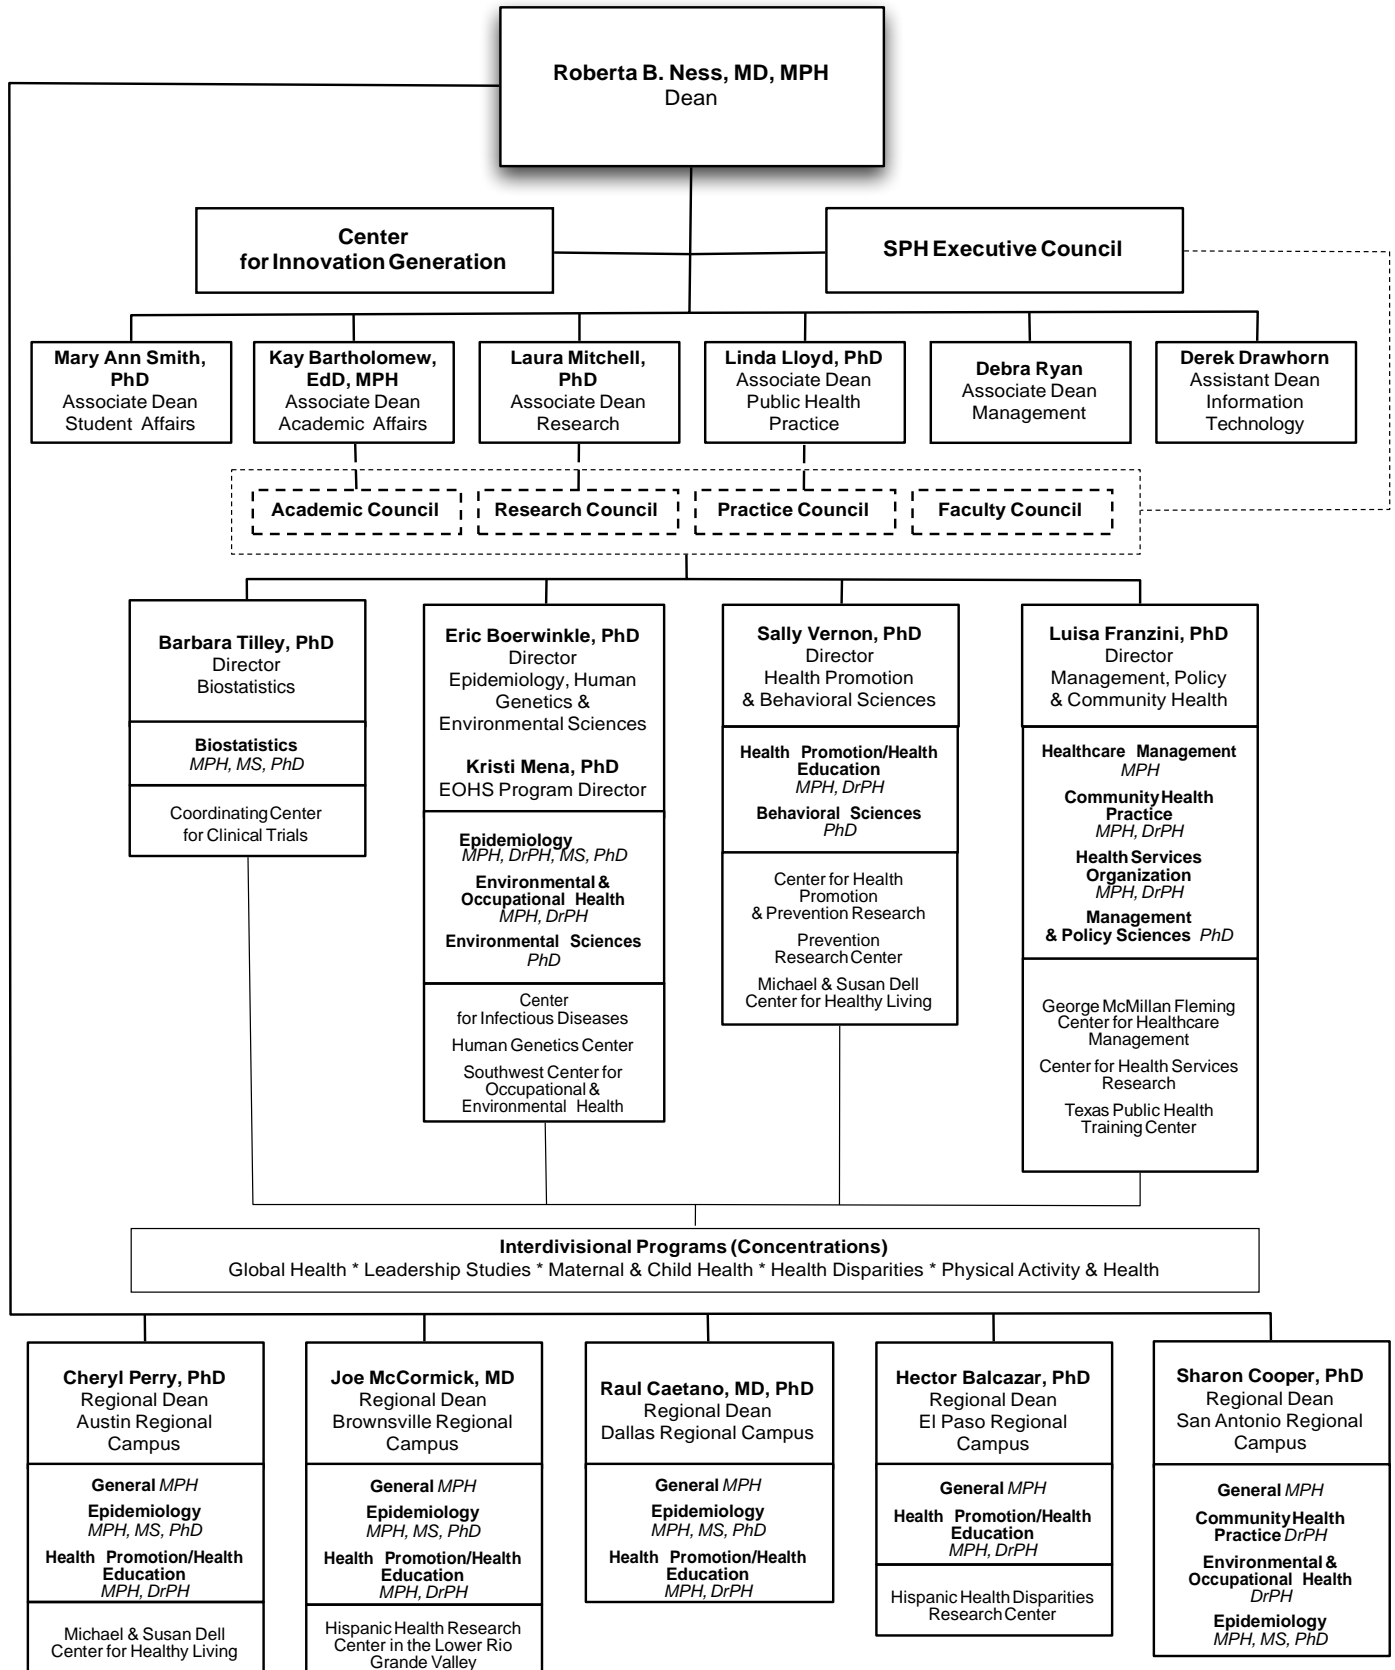 Roberta B. Ness, MD, MPH
Dean
Center
for Innovation Generation
SPH Executive Council
Mary Ann Smith,
PhD
Associate Dean
Student Affairs
Kay Bartholomew,
EdD, MPH
Associate Dean
Academic Affairs
Laura Mitchell,
PhD
Associate Dean
Research
Linda Lloyd, PhD
Associate Dean
Public Health
Practice
Debra Ryan
Associate Dean
Management
Derek Drawhorn
Assistant Dean
Information
Technology
Academic Council
Research Council
Practice Council
Faculty Council
Barbara Tilley, PhD
Director
Biostatistics
Biostatistics
MPH, MS, PhD
Coordinating Center
for Clinical Trials
Eric Boerwinkle, PhD
Director
Epidemiology, Human
Genetics &
Environmental Sciences
Kristi Mena, PhD
EOHS Program Director
Epidemiology
MPH, DrPH, MS, PhD
Environmental &
Occupational Health
MPH, DrPH
Environmental Sciences
PhD
Center
for Infectious Diseases
Human Genetics Center
Southwest Center for
Occupational &
Environmental Health
Sally Vernon, PhD
Director
Health Promotion
& Behavioral Sciences
Health Promotion/Health
Education
MPH, DrPH
Behavioral Sciences
PhD
Center for Health
Promotion
& Prevention Research
Prevention
Research Center
Michael & Susan Dell
Center for Healthy Living
Luisa Franzini, PhD
Director
Management, Policy
& Community Health
Healthcare Management
MPH
Community Health
Practice
MPH, DrPH
Health Services
Organization
MPH, DrPH
Management
& Policy Sciences PhD
George McMillan Fleming
Center for Healthcare
Management
Center for Health Services
Research
Texas Public Health
Training Center
Interdivisional Programs (Concentrations)
Global Health * Leadership Studies * Maternal & Child Health * Health Disparities * Physical Activity & Health
Cheryl Perry, PhD
Regional Dean
Austin Regional
Campus
General MPH
Epidemiology
MPH, MS, PhD
Health Promotion/Health
Education
MPH, DrPH
Michael & Susan Dell
Center for Healthy Living
Joe McCormick, MD
Regional Dean
Brownsville Regional
Campus
General MPH
Epidemiology
MPH, MS, PhD
Health Promotion/Health
Education
MPH, DrPH
Hispanic Health Research
Center in the Lower Rio
Grande Valley
Raul Caetano, MD, PhD
Regional Dean
Dallas Regional Campus
General MPH
Epidemiology
MPH, MS, PhD
Health Promotion/Health
Education
MPH, DrPH
Hector Balcazar, PhD
Regional Dean
El Paso Regional
Campus
General MPH
Health Promotion/Health
Education
MPH, DrPH
Hispanic Health Disparities
Research Center
Sharon Cooper, PhD
Regional Dean
San Antonio Regional
Campus
General MPH
Community Health
Practice DrPH
Environmental &
Occupational Health
DrPH
Epidemiology
MPH, MS, PhD